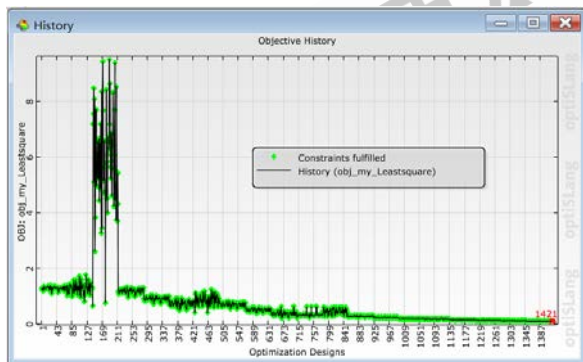 History
Objective History
OBJ: obj_my_Leastsquare
8
6
4
2
0
Constraints fulfilled
History (obj_my_Leastsquare)
optiSLang
optiSLang
optiSLang
1421
1 43 85 127 169 211 253 295 337 379 421 463 505 547 589 631 673 715 757 799 841 883 925 967 1009 1051 1093 1135 1177 1219 1261 1303 1345 1387
Optimization Designs